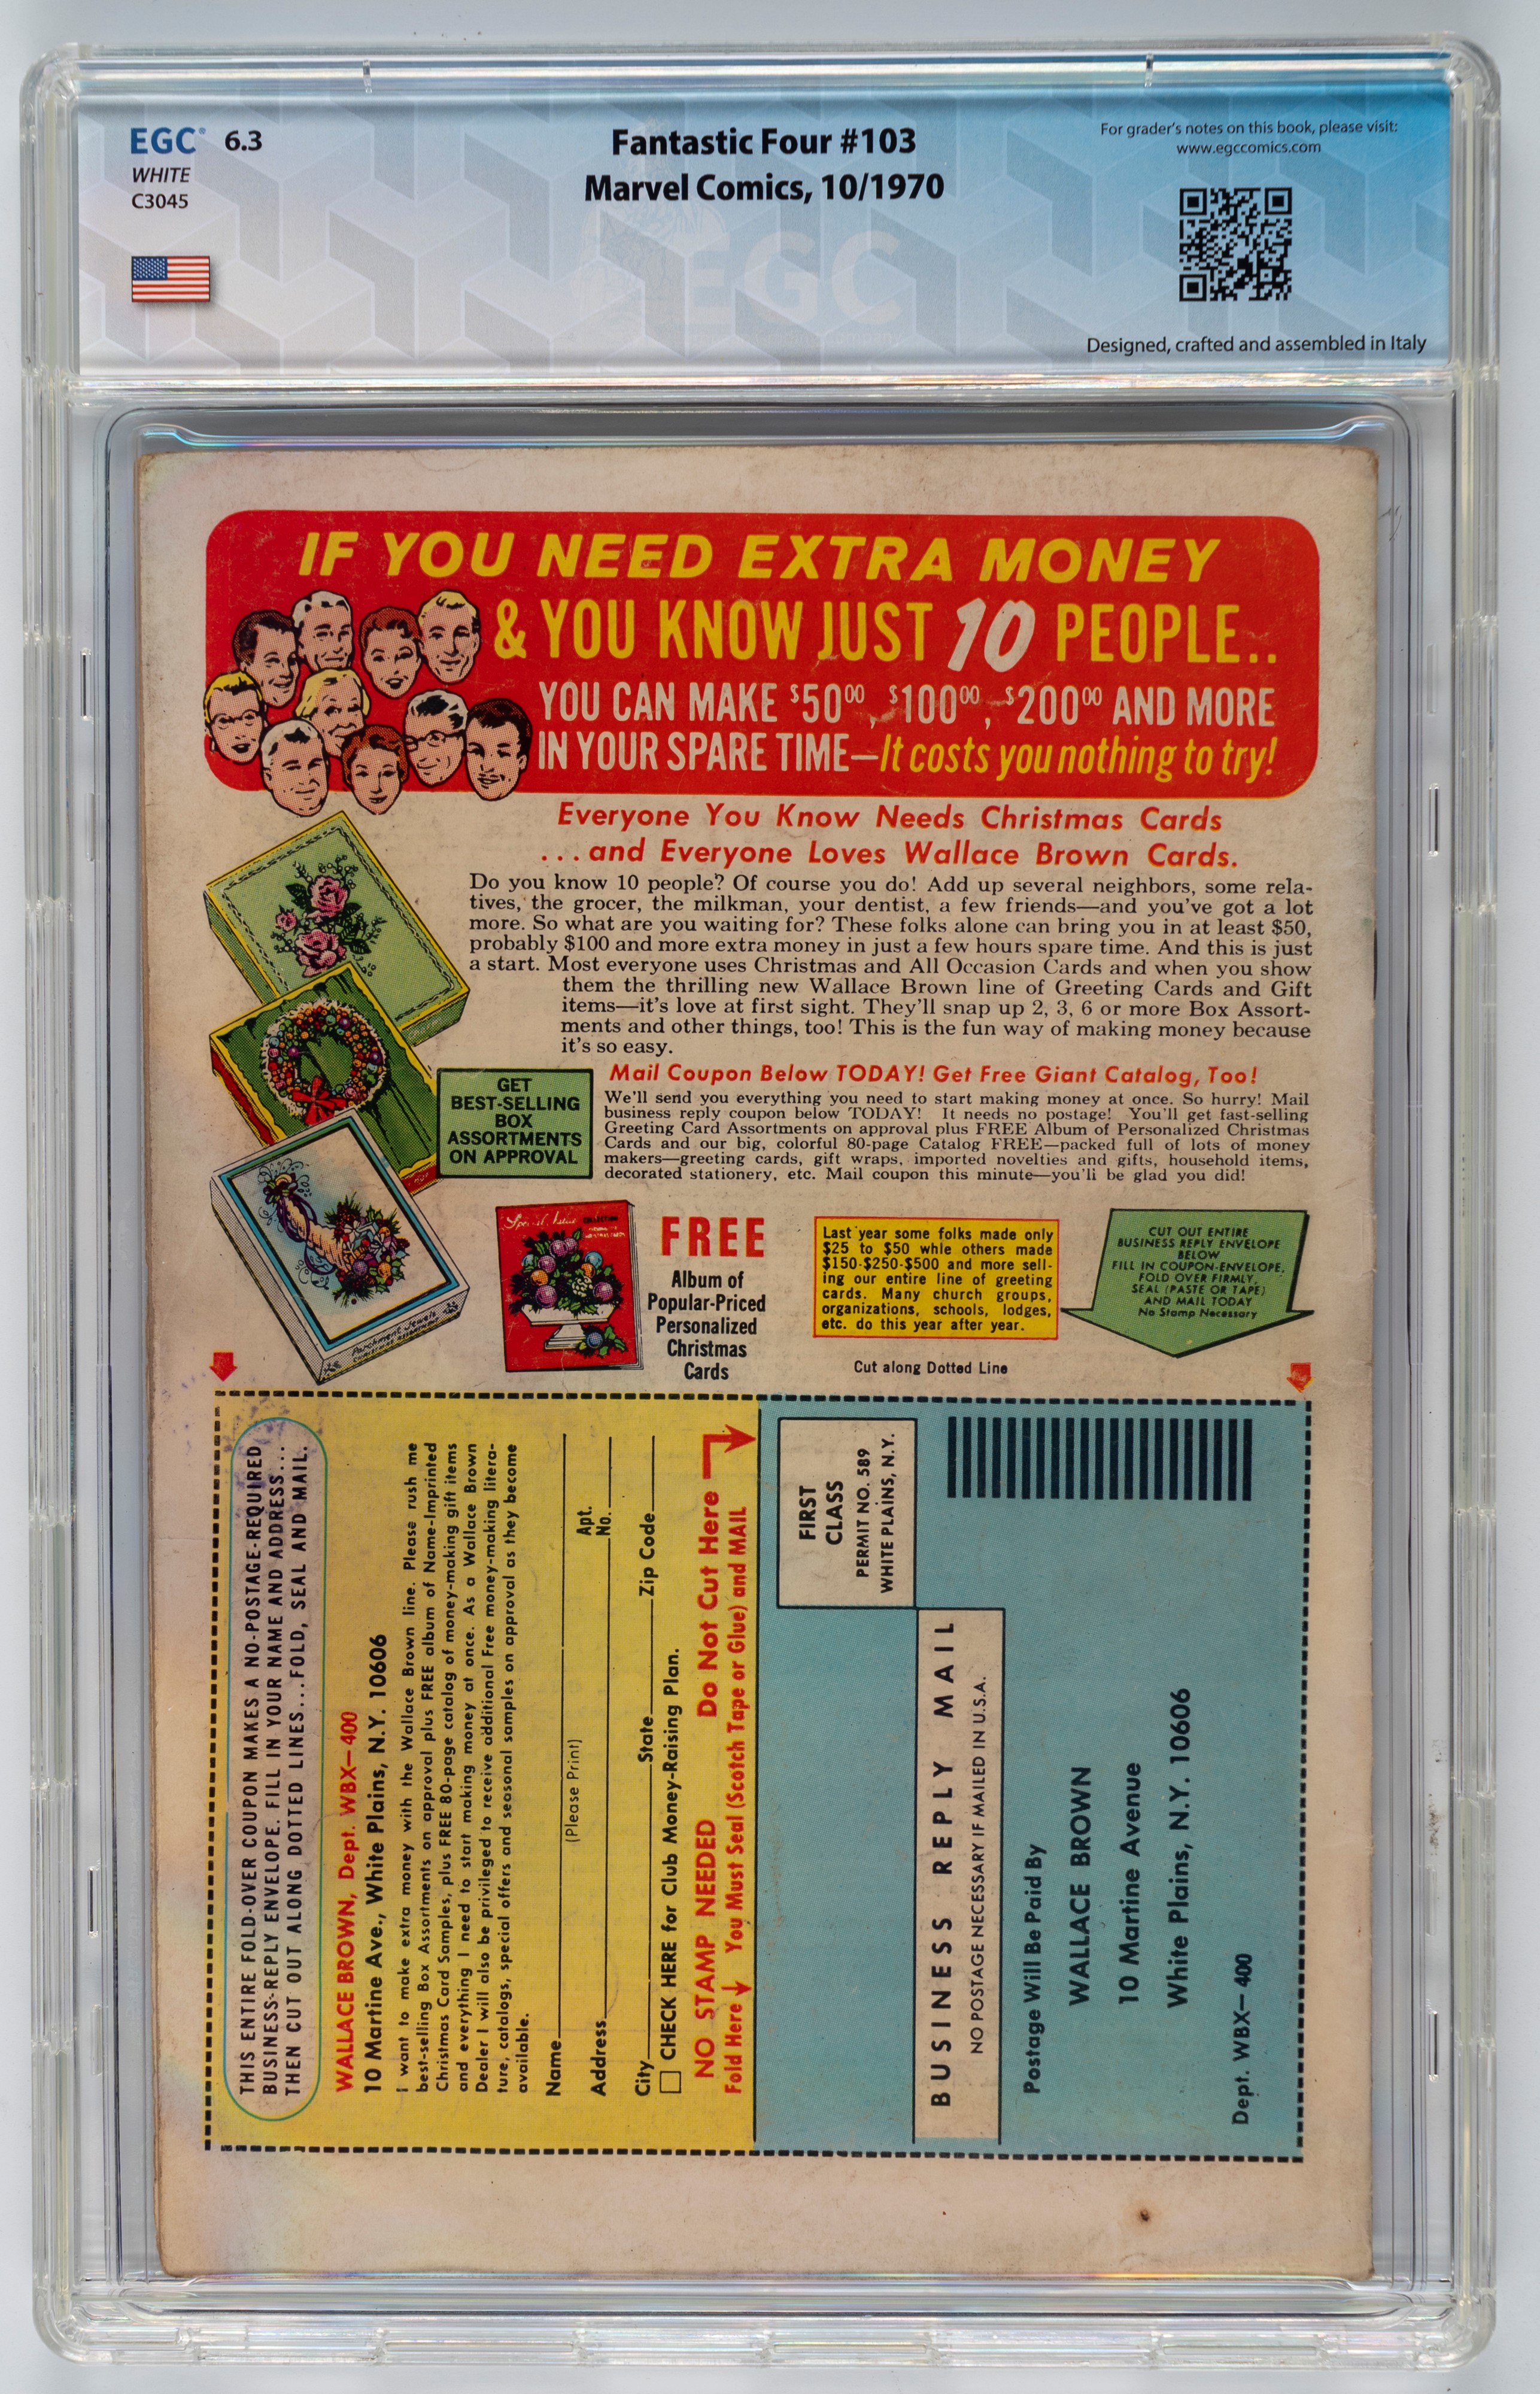 EGC® 6.3
WHITE
C3045
Fantastic Four #103
Marvel Comics, 10/1970
For grader's notes on this book, please visit:
www.egccomics.com
EGC
Designed, crafted and assembled in Italy
IF YOU NEED EXTRA MONEY
& YOU KNOW JUST 10 PEOPLE..
YOU CAN MAKE $50⁰⁰, $100⁰⁰, $200⁰⁰ AND MORE
IN YOUR SPARE TIME—It costs you nothing to try!
Everyone You Know Needs Christmas Cards
...and Everyone Loves Wallace Brown Cards.
Do you know 10 people? Of course you do! Add up several neighbors, some rela-
tives, the grocer, the milkman, your dentist, a few friends—and you've got a lot
more. So what are you waiting for? These folks alone can bring you in at least $50,
probably $100 and more extra money in just a few hours spare time. And this is just
a start. Most everyone uses Christmas and All Occasion Cards and when you show
them the thrilling new Wallace Brown line of Greeting Cards and Gift
items—it's love at first sight. They'll snap up 2, 3, 6 or more Box Assort-
ments and other things, too! This is the fun way of making money because
it's so easy.
GET
BEST-SELLING
BOX
ASSORTMENTS
ON APPROVAL
Mail Coupon Below TODAY! Get Free Giant Catalog, Too!
We'll send you everything you need to start making money at once. So hurry! Mail
business reply coupon below TODAY! It needs no postage! You'll get fast-selling
Greeting Card Assortments on approval plus FREE Album of Personalized Christmas
Cards and our big, colorful 80-page Catalog FREE—packed full of lots of money
makers—greeting cards, gift wraps, imported novelties and gifts, household items,
decorated stationery, etc. Mail coupon this minute—you'll be glad you did!
Parchment Jewels
Special Issue COLLECTION
FREE
Album of
Popular-Priced
Personalized
Christmas
Cards
Last year some folks made only
$25 to $50 whle others made
$150-$250-$500 and more sell-
ing our entire line of greeting
cards. Many church groups,
organizations, schools, lodges,
etc. do this year after year.
Cut along Dotted Line
CUT OUT ENTIRE
BUSINESS REPLY ENVELOPE
BELOW
FILL IN COUPON-ENVELOPE,
FOLD OVER FIRMLY,
SEAL (PASTE OR TAPE)
AND MAIL TODAY
No Stamp Necessary
THIS ENTIRE FOLD-OVER COUPON MAKES A NO-POSTAGE-REQUIRED
BUSINESS-REPLY ENVELOPE. FILL IN YOUR NAME AND ADDRESS...
THEN CUT OUT ALONG DOTTED LINES...FOLD, SEAL AND MAIL.
WALLACE BROWN, Dept. WBX—400
10 Martine Ave., White Plains, N.Y. 10606
I want to make extra money with the Wallace Brown line. Please rush me
best-selling Box Assortments on approval plus FREE album of Name-Imprinted
Christmas Card Samples, plus FREE 80-page catalog of money-making gift items
and everything I need to start making money at once. As a Wallace Brown
Dealer I will also be privileged to receive additional Free money-making litera-
ture, catalogs, special offers and seasonal samples on approval as they become
available.
Name
(Please Print)
Address Apt. No.
City State Zip Code
CHECK HERE for Club Money-Raising Plan.
NO STAMP NEEDED Do Not Cut Here
Fold Here You Must Seal (Scotch Tape or Glue) and MAIL
FIRST
CLASS
PERMIT NO. 589
WHITE PLAINS, N.Y.
BUSINESS REPLY MAIL
NO POSTAGE NECESSARY IF MAILED IN U.S.A.
Postage Will Be Paid By
WALLACE BROWN
10 Martine Avenue
White Plains, N.Y. 10606
Dept. WBX—400